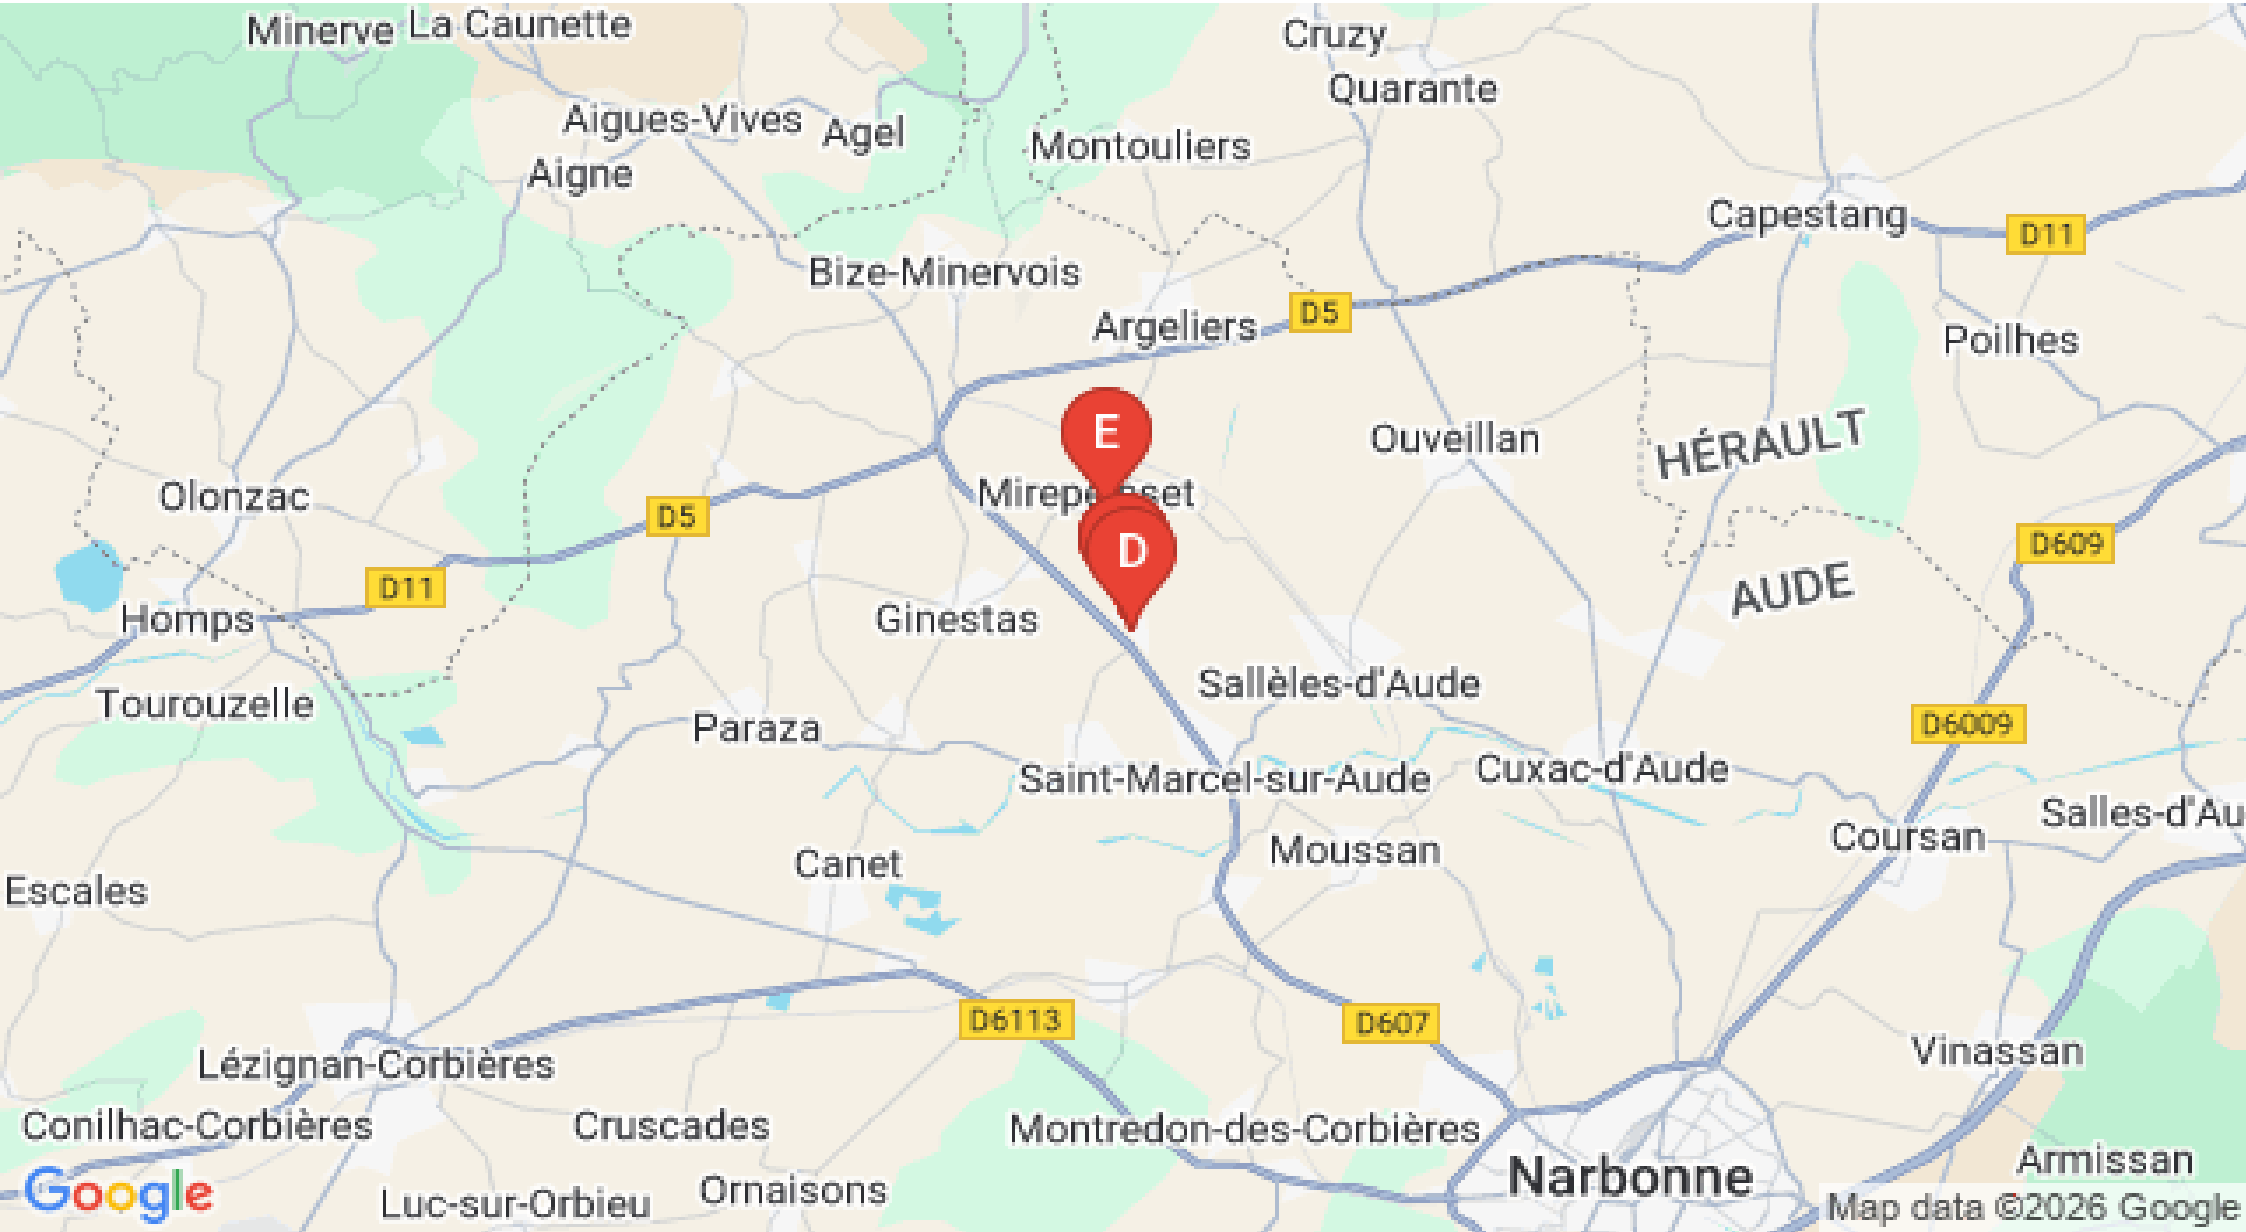 Minerve
La Caunette
Cruzy
Quarante
Aigues-Vives
Agel
Montouliers
Aigne
Capestang
D11
Bize-Minervois
D5
Argeliers
Poilhes
E
Ouveillan
HÉRAULT
Olonzac
D5
D
D609
D11
AUDE
Homps
Ginestas
Sallèles-d'Aude
Tourouzelle
Paraza
D6009
Saint-Marcel-sur-Aude
Cuxac-d'Aude
Salles-d'Au
Coursan
Moussan
Canet
Escales
D6113
D607
Vinassan
Lézignan-Corbières
Conilhac-Corbières
Cruscades
Montredon-des-Corbières
Armissan
Narbonne
Google
Luc-sur-Orbieu
Ornaisons
Map data ©2026 Google